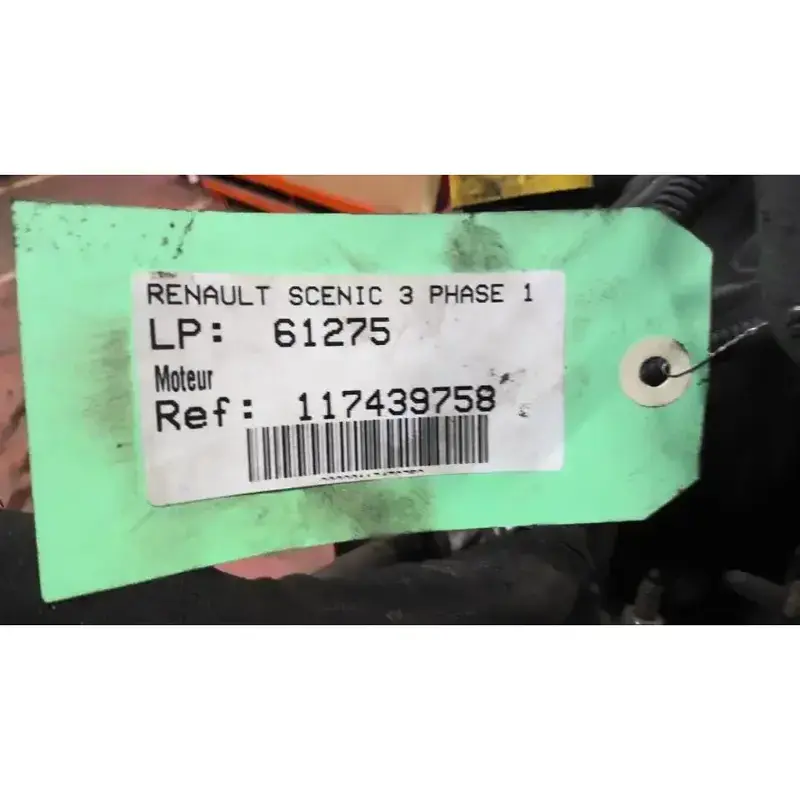 RENAULT SCENIC 3 PHASE 1
LP: 61275
Moteur
Ref: 117439758